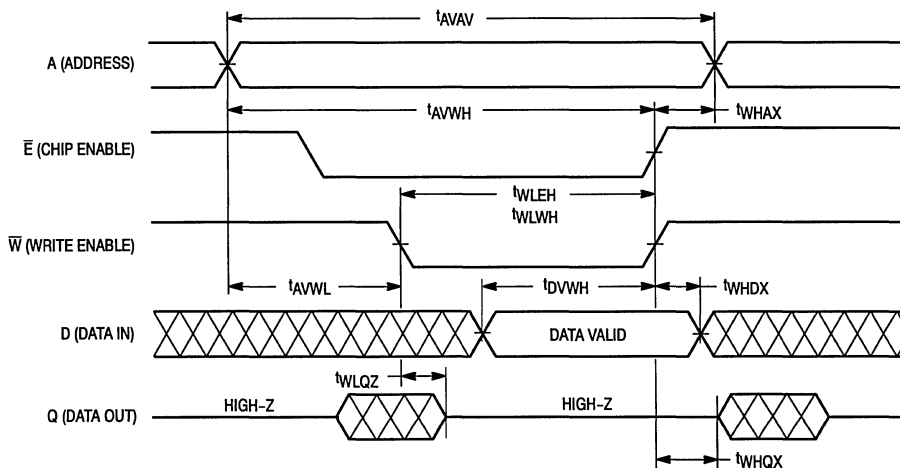 tAVAV
A (ADDRESS)
tAVWH
tWHAX
E̅ (CHIP ENABLE)
tWLEH
tWLWH
W̅ (WRITE ENABLE)
tAVWL
tDVWH
tWHDX
D (DATA IN)
DATA VALID
tWLQZ
Q (DATA OUT)
HIGH–Z
HIGH–Z
tWHQX